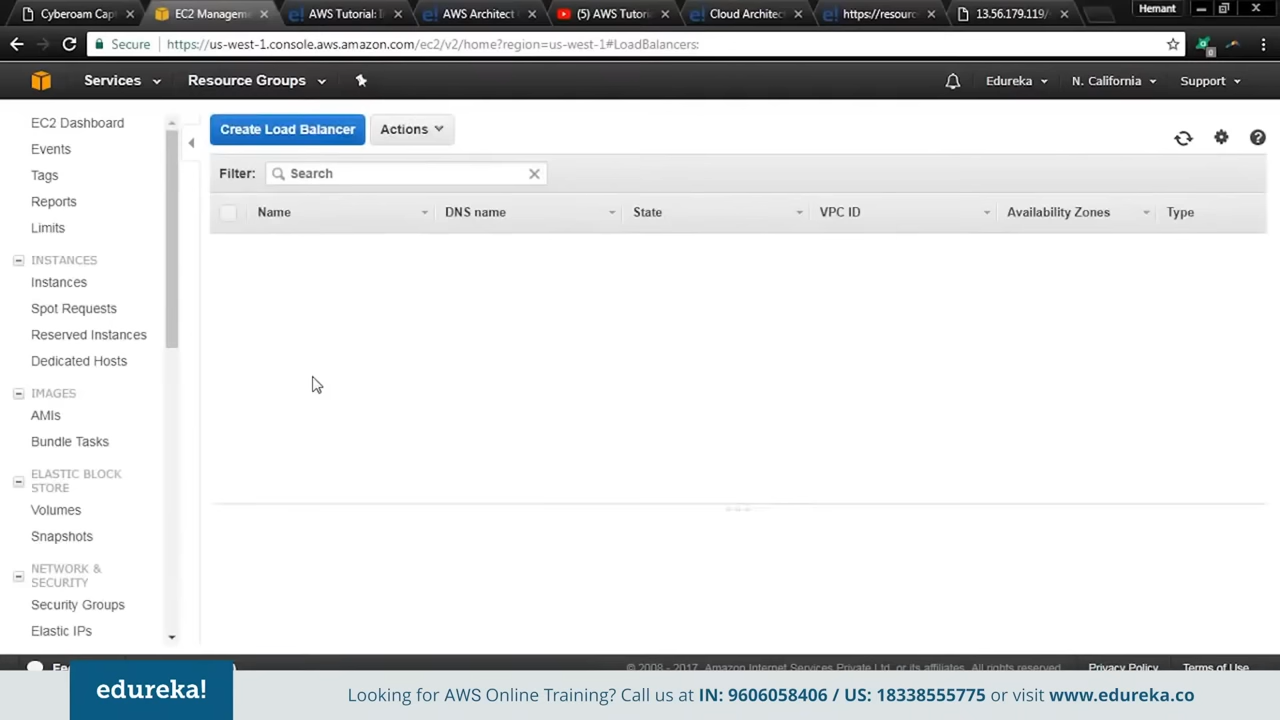 Cyberoam Cap
EC2 Managem
AWS Tutorial: I
AWS Architect
(5) AWS Tutor
Cloud Architec
https://resour
13.56.179.119/
Hemant
Secure
https://us-west-1.console.aws.amazon.com/ec2/v2/home?region=us-west-1#LoadBalancers:
Services
Resource Groups
Edureka
N. California
Support
EC2 Dashboard
Events
Tags
Reports
Limits
INSTANCES
Instances
Spot Requests
Reserved Instances
Dedicated Hosts
IMAGES
AMIs
Bundle Tasks
ELASTIC BLOCK
STORE
Volumes
Snapshots
NETWORK &
SECURITY
Security Groups
Elastic IPs
Create Load Balancer
Actions
Filter:
Search
Name
DNS name
State
VPC ID
Availability Zones
Type
© 2008 - 2017, Amazon Internet Services Private Ltd. or its affiliates. All rights reserved.
Privacy Policy
Terms of Use
edureka!
Looking for AWS Online Training? Call us at IN: 9606058406 / US: 18338555775 or visit www.edureka.co